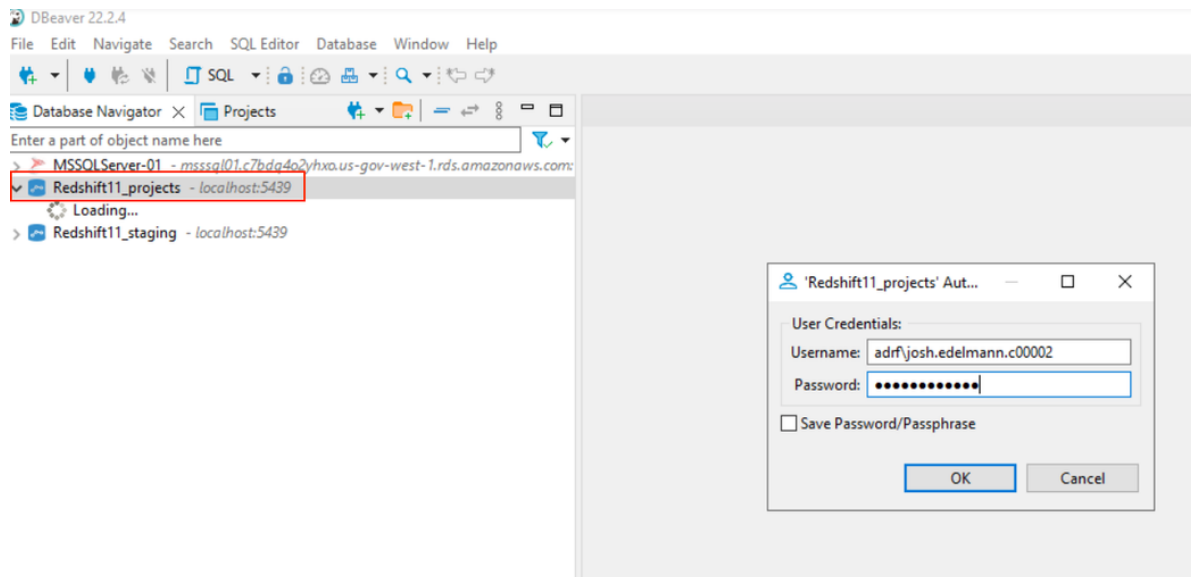 DBeaver 22.2.4
File Edit Navigate Search SQL Editor Database Window Help
SQL
Database Navigator Projects
Enter a part of object name here
MSSQLServer-01 - msssql01.c7bdq4o2yhxo.us-gov-west-1.rds.amazonaws.com:
Redshift11_projects - localhost:5439
Loading...
Redshift11_staging - localhost:5439
'Redshift11_projects' Aut...
User Credentials:
Username: adrf\josh.edelmann.c00002
Password: ●●●●●●●●●●●●
Save Password/Passphrase
OK Cancel